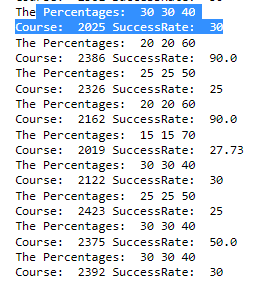 The Percentages:  30 30 40
Course:  2025 SuccessRate:  30
The Percentages:  20 20 60
Course:  2386 SuccessRate:  90.0
The Percentages:  25 25 50
Course:  2326 SuccessRate:  25
The Percentages:  20 20 60
Course:  2162 SuccessRate:  90.0
The Percentages:  15 15 70
Course:  2019 SuccessRate:  27.73
The Percentages:  30 30 40
Course:  2122 SuccessRate:  30
The Percentages:  25 25 50
Course:  2423 SuccessRate:  25
The Percentages:  30 30 40
Course:  2375 SuccessRate:  50.0
The Percentages:  30 30 40
Course:  2392 SuccessRate:  30